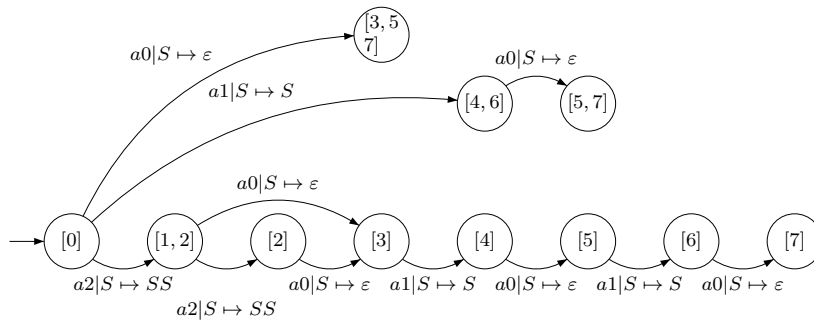 [3, 5
7]
a0|S ↦ ε
a0|S ↦ ε
a1|S ↦ S
[4, 6]
[5, 7]
a0|S ↦ ε
[0]
[1, 2]
[2]
[3]
[4]
[5]
[6]
[7]
a2|S ↦ SS
a0|S ↦ ε
a1|S ↦ S
a0|S ↦ ε
a1|S ↦ S
a0|S ↦ ε
a2|S ↦ SS